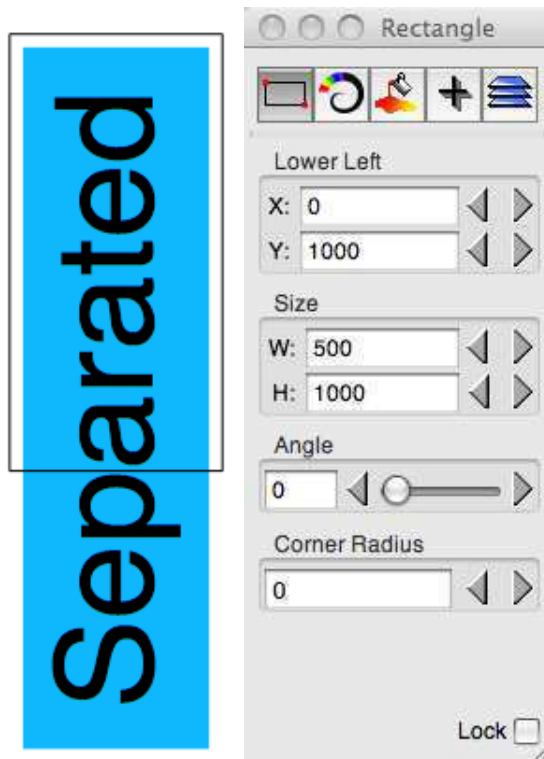 Separated
Rectangle
Lower Left
X: 0
Y: 1000
Size
W: 500
H: 1000
Angle
0
Corner Radius
0
Lock